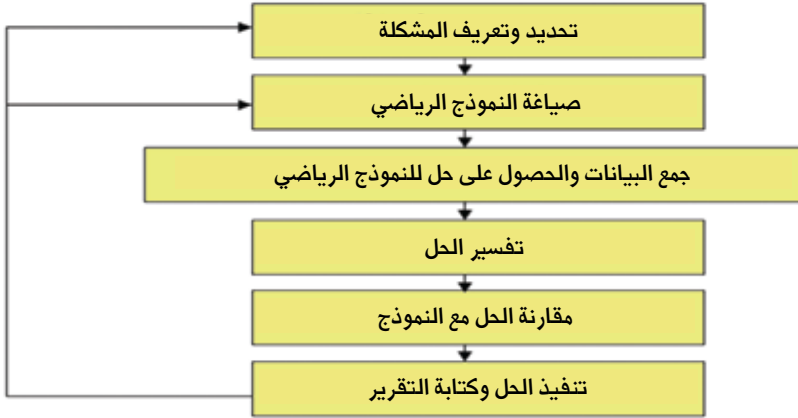 تحديد وتعريف المشكلة
صياغة النموذج الرياضي
جمع البيانات والحصول على حل للنموذج الرياضي
تفسير الحل
مقارنة الحل مع النموذج
تنفيذ الحل وكتابة التقرير